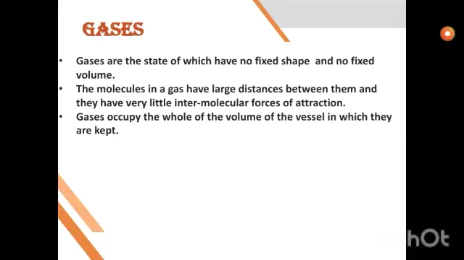 GASES
• Gases are the state of which have no fixed shape and no fixed
volume.
• The molecules in a gas have large distances between them and
they have very little inter-molecular forces of attraction.
• Gases occupy the whole of the volume of the vessel in which they
are kept.